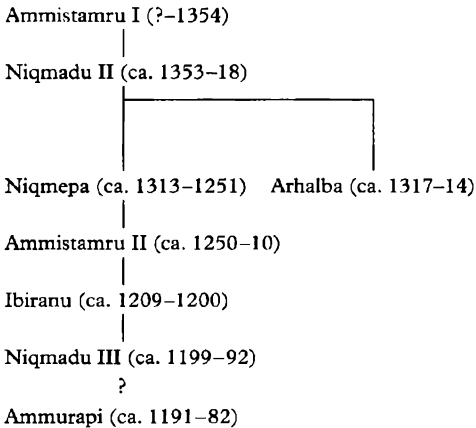 Ammistamru I (?–1354)
Niqmadu II (ca. 1353–18)
Niqmepa (ca. 1313–1251) Arhalba (ca. 1317–14)
Ammistamru II (ca. 1250–10)
Ibiranu (ca. 1209–1200)
Niqmadu III (ca. 1199–92)
?
Ammurapi (ca. 1191–82)